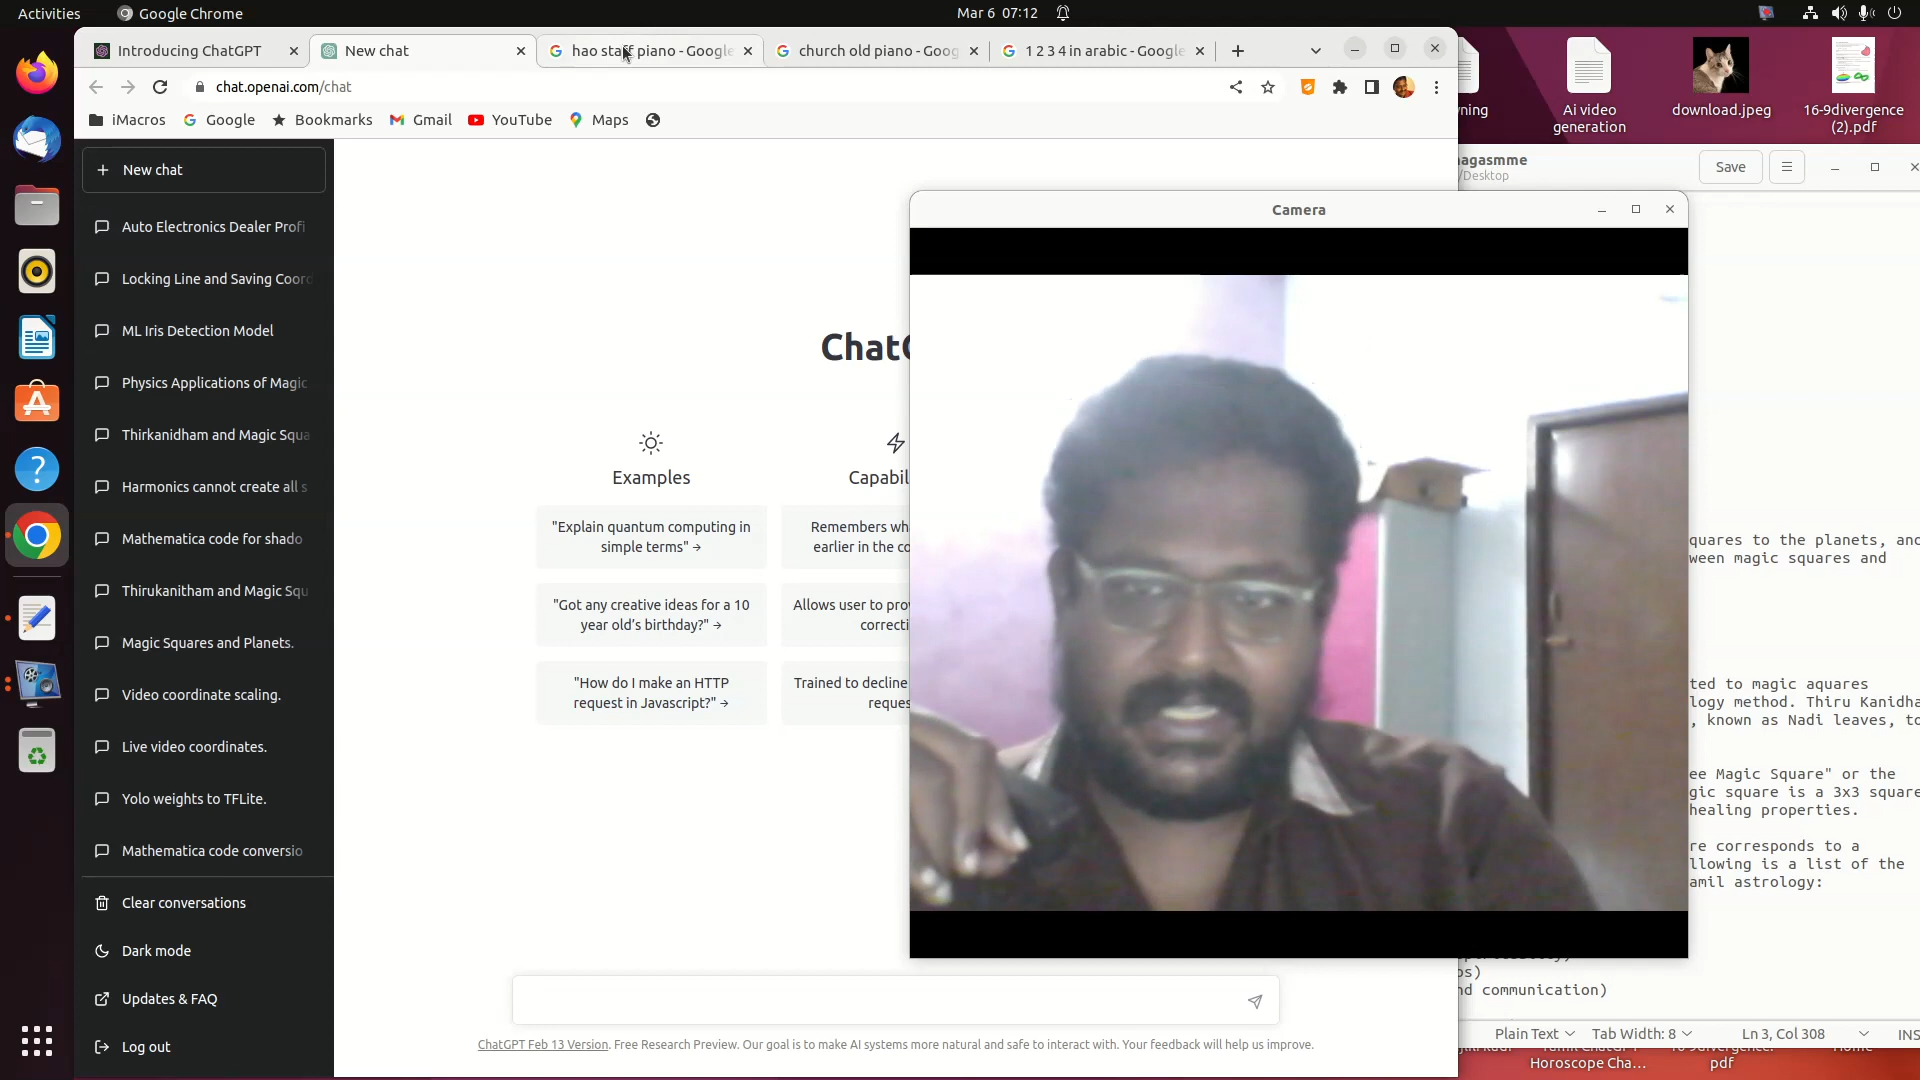 Activities
Google Chrome
Mar 6 07:12
Introducing ChatGPT
New chat
hao staff piano - Google
church old piano - Goog
1 2 3 4 in arabic - Google
chat.openai.com/chat
iMacros
Google
Bookmarks
Gmail
YouTube
Maps
New chat
Auto Electronics Dealer Profi
Locking Line and Saving Coord
ML Iris Detection Model
Physics Applications of Magic
Thirkanidham and Magic Squa
Harmonics cannot create all s
Mathematica code for shado
Thirukanitham and Magic Squ
Magic Squares and Planets.
Video coordinate scaling.
Live video coordinates.
Yolo weights to TFLite.
Mathematica code conversio
Clear conversations
Dark mode
Updates & FAQ
Log out
ChatG
Examples
"Explain quantum computing in
simple terms" →
"Got any creative ideas for a 10
year old's birthday?" →
"How do I make an HTTP
request in Javascript?" →
Capabil
Remembers wh
earlier in the co
Allows user to pro
correcti
Trained to decline
reques
ChatGPT Feb 13 Version. Free Research Preview. Our goal is to make AI systems more natural and safe to interact with. Your feedback will help us improve.
Camera
ning
Ai video
generation
download.jpeg
16-9divergence
(2).pdf
agasmme
/Desktop
Save
quares to the planets, and
ween magic squares and
ted to magic aquares
logy method. Thiru Kanidha
, known as Nadi leaves, to
ee Magic Square" or the
gic square is a 3x3 square
healing properties.
re corresponds to a
llowing is a list of the
amil astrology:
os)
nd communication)
Plain Text
Tab Width: 8
Ln 3, Col 308
INS
Horoscope Cha...
pdf